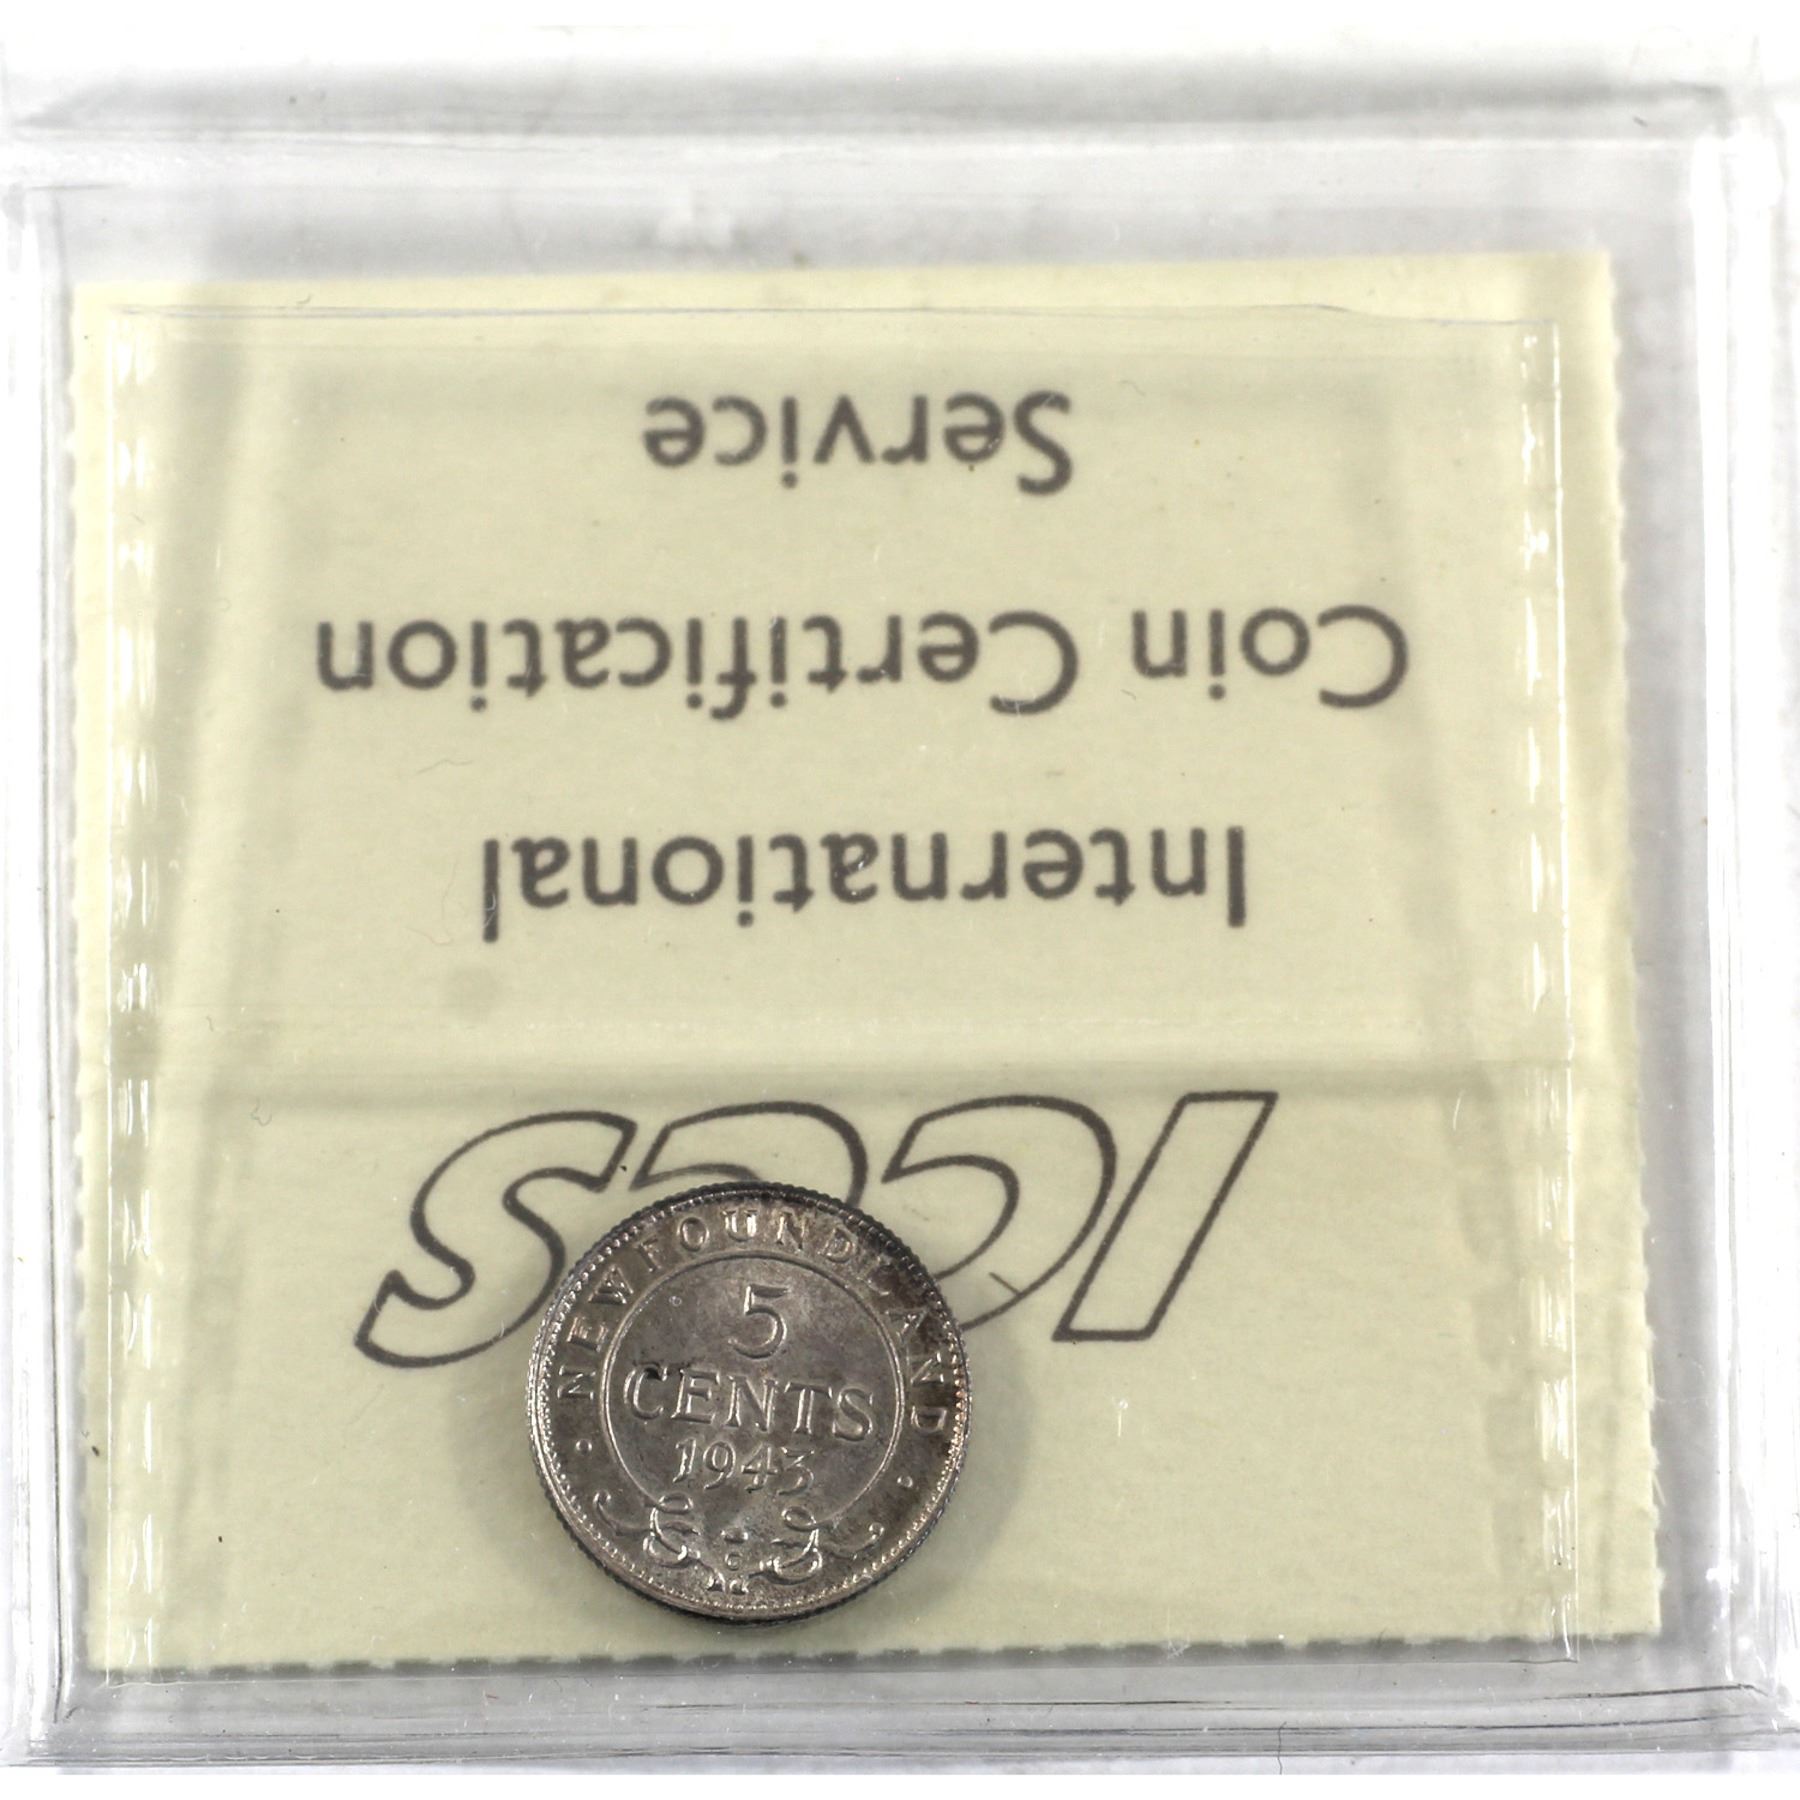 ICCS
International
Coin Certification
Service
NEWFOUNDLAND
5
CENTS
1943